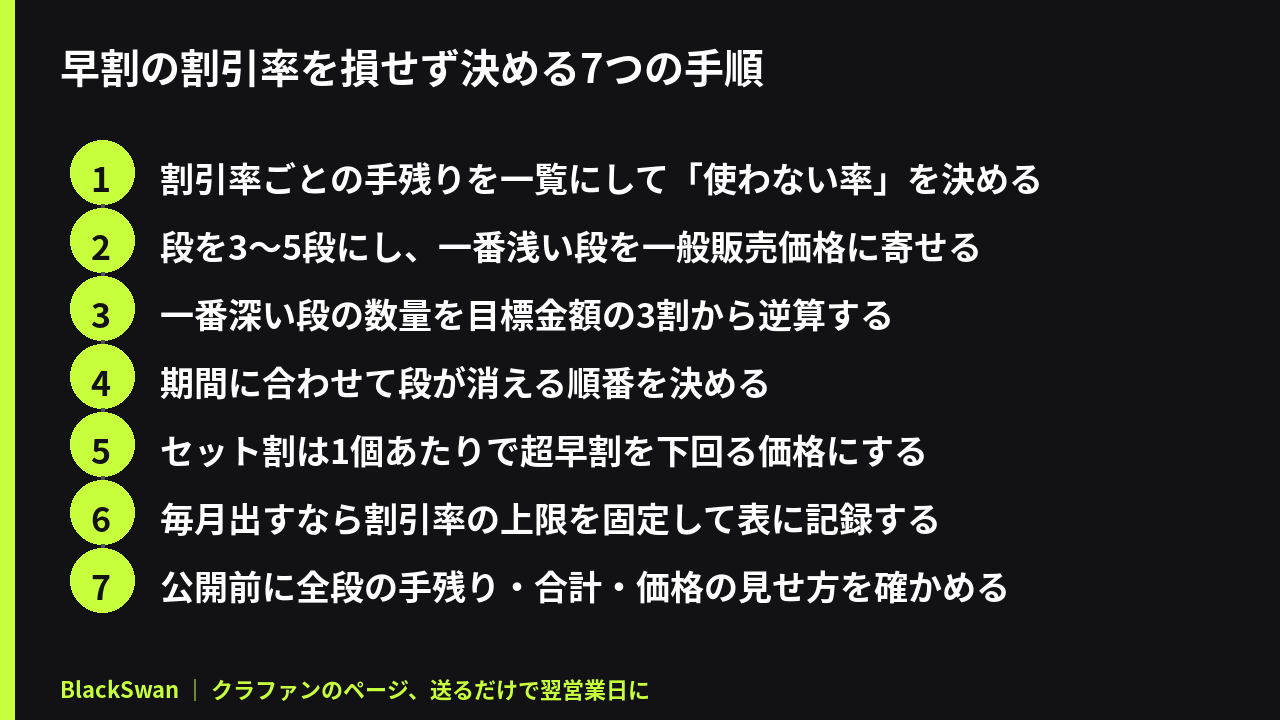 早割の割引率を損せず決める7つの手順
1 割引率ごとの手残りを一覧にして「使わない率」を決める
2 段を3〜5段にし、一番浅い段を一般販売価格に寄せる
3 一番深い段の数量を目標金額の3割から逆算する
4 期間に合わせて段が消える順番を決める
5 セット割は1個あたりで超早割を下回る価格にする
6 毎月出すなら割引率の上限を固定して表に記録する
7 公開前に全段の手残り・合計・価格の見せ方を確かめる
BlackSwan｜クラファンのページ、送るだけで翌営業日に